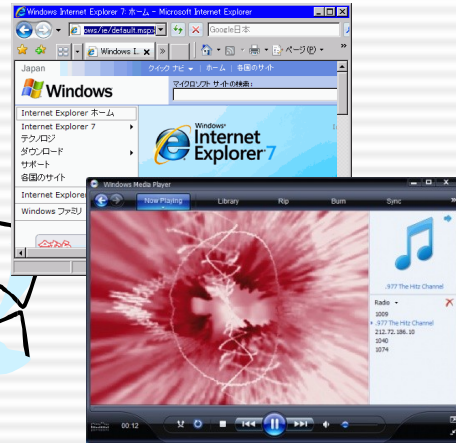 Windows Internet Explorer 7: ホーム - Microsoft Internet Explorer
ows/ie/default.mspx
Google日本
Windows I...
ページ(P)
Japan
クイック ナビ
ホーム
各国のサイト
Windows
マイクロソフト サイトの検索:
Internet Explorer ホーム
Internet Explorer 7
テクノロジ
ダウンロード
サポート
各国のサイト
Windows
Internet
Explorer 7
Internet Explore
Windows ファミリ
Windows Media Player
Now Playing
Library
Rip
Burn
Sync
.977 The Hitz Channel
Radio
1009
.977 The Hitz Channel
212.72.186.10
1040
1074
00:12